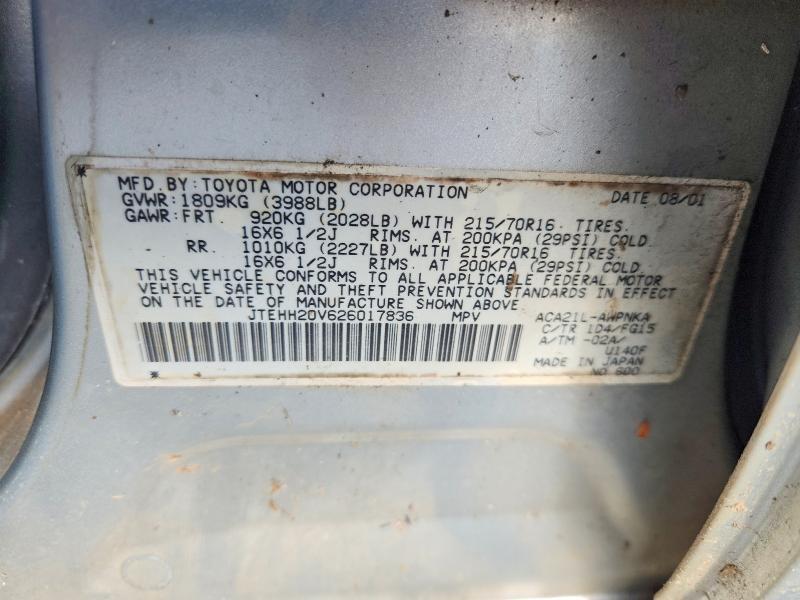 MFD.BY:TOYOTA MOTOR CORPORATION DATE 08/01
GVWR:1809KG (3988LB)
GAWR:FRT. 920KG (2028LB) WITH 215/70R16 TIRES.
16X6 1/2J RIMS. AT 200KPA (29PSI) COLD.
RR. 1010KG (2227LB) WITH 215/70R16 TIRES.
16X6 1/2J RIMS. AT 200KPA (29PSI) COLD.
THIS VEHICLE CONFORMS TO ALL APPLICABLE FEDERAL MOTOR
VEHICLE SAFETY AND THEFT PREVENTION STANDARDS IN EFFECT
ON THE DATE OF MANUFACTURE SHOWN ABOVE
JTEHH20V626017836 MPV ACA21L-AWPNKA
C/TR 1D4/FG15
A/TM -02A/
U140F
MADE IN JAPAN
NO 800